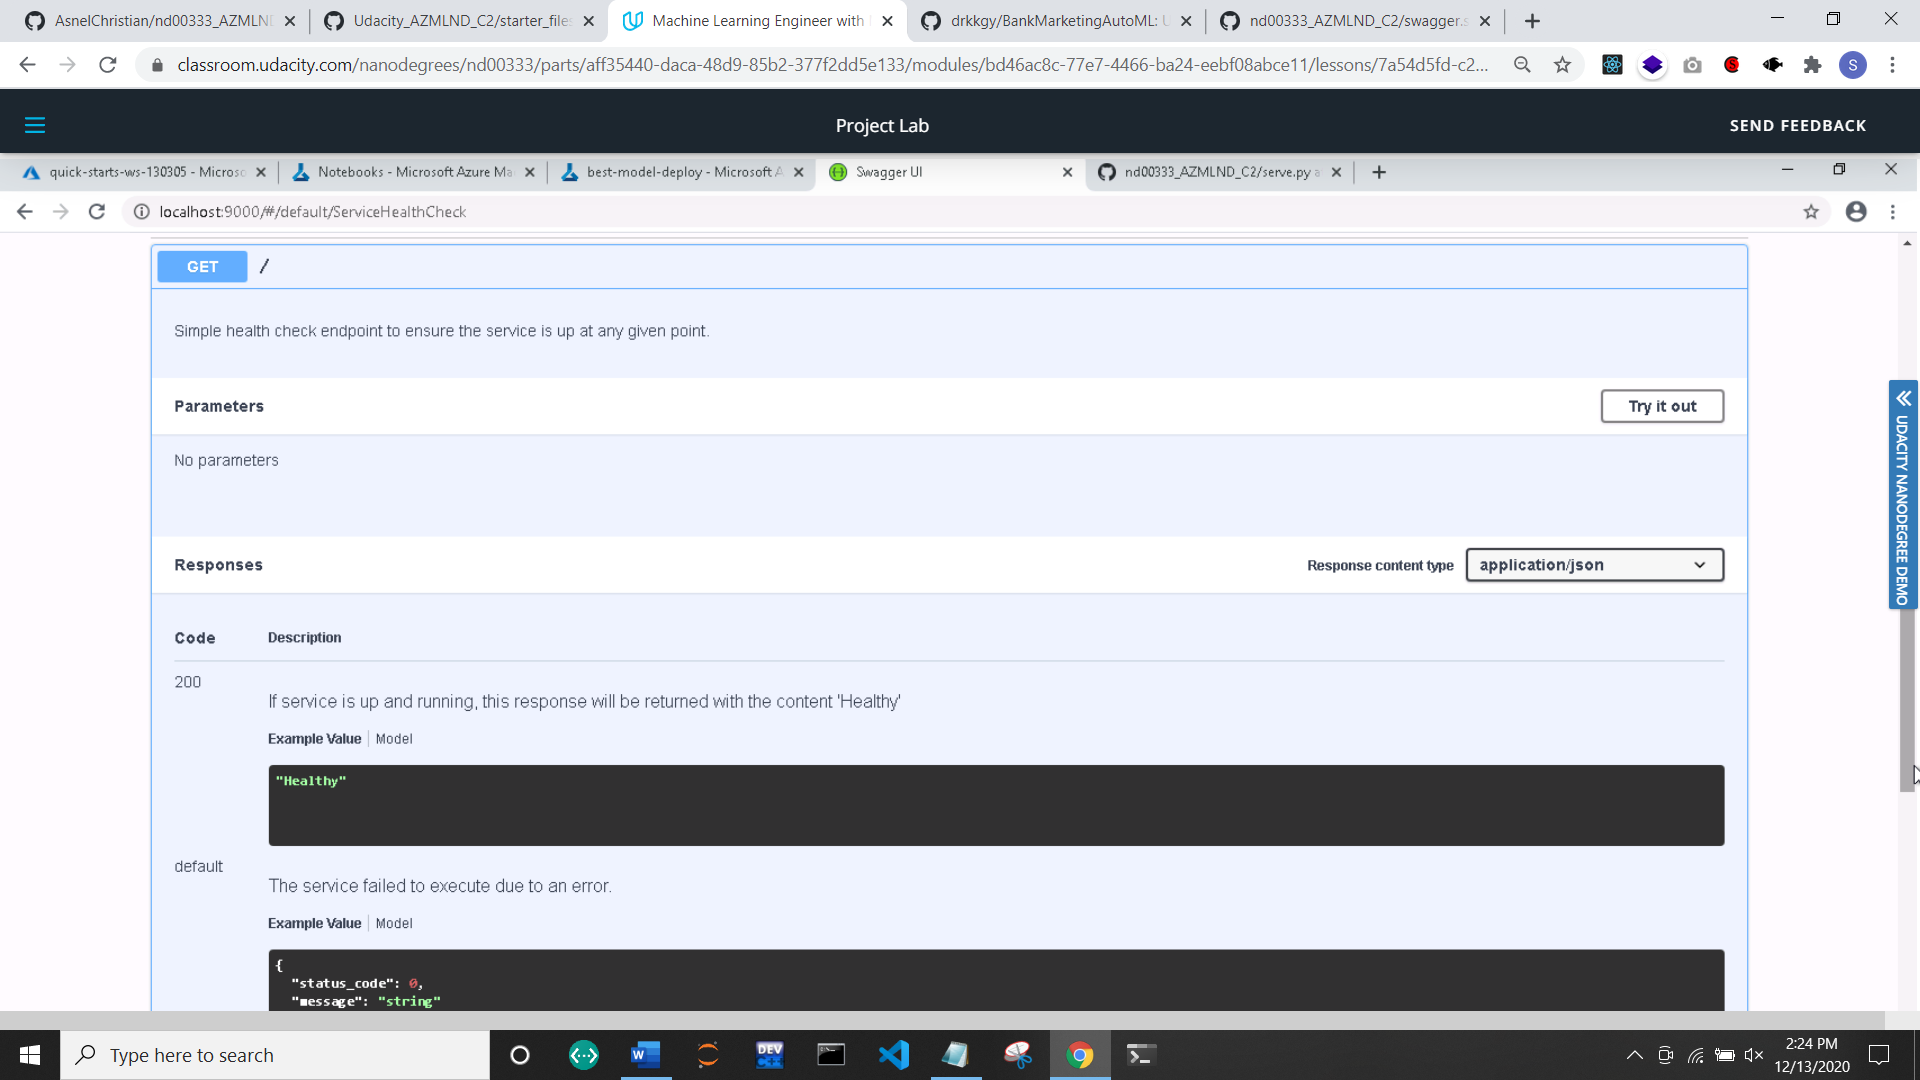 AsnelChristian/nd00333_AZMLND
Udacity_AZMLND_C2/starter_files
Machine Learning Engineer with
drkkgy/BankMarketingAutoML: U
nd00333_AZMLND_C2/swagger.s
classroom.udacity.com/nanodegrees/nd00333/parts/aff35440-daca-48d9-85b2-377f2dd5e133/modules/bd46ac8c-77e7-4466-ba24-eebf08abce11/lessons/7a54d5fd-c2...
S
S
Project Lab
SEND FEEDBACK
quick-starts-ws-130305 - Microso
Notebooks - Microsoft Azure Ma
best-model-deploy - Microsoft A
Swagger UI
nd00333_AZMLND_C2/serve.py a
localhost:9000/#/default/ServiceHealthCheck
GET /
Simple health check endpoint to ensure the service is up at any given point.
Parameters
Try it out
No parameters
Responses
Response content type
application/json
Code Description
200
If service is up and running, this response will be returned with the content 'Healthy'
Example Value Model
"Healthy"
default
The service failed to execute due to an error.
Example Value Model
{
"status_code": 0,
"message": "string"
UDACITY NANODEGREE DEMO
Type here to search
W
DEV
C++
2:24 PM
12/13/2020